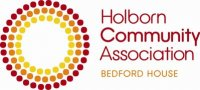 Holborn
Community
Association
BEDFORD HOUSE